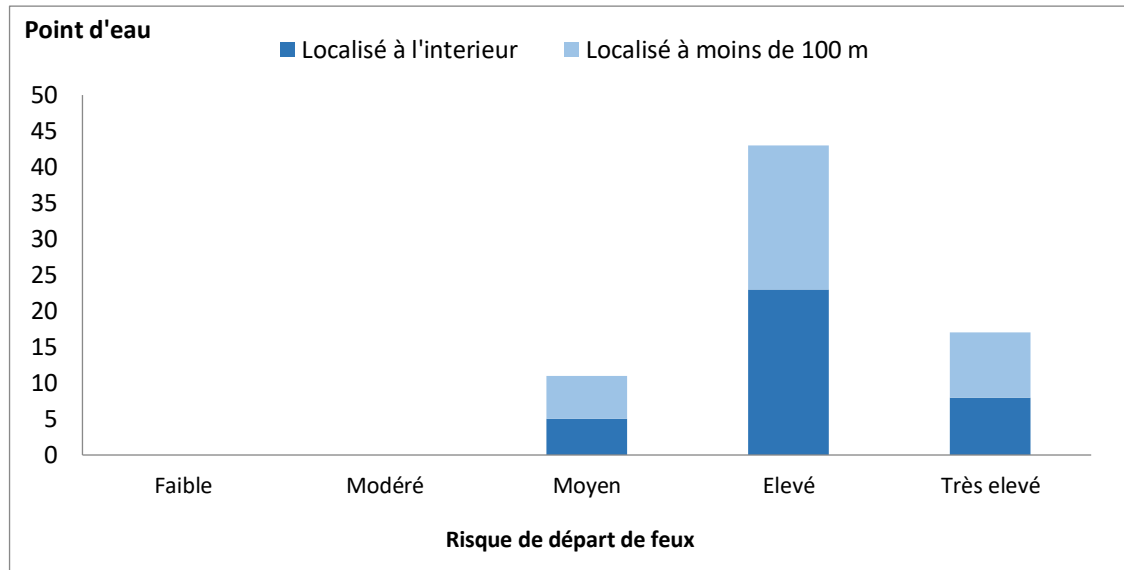 Point d'eau
Localisé à l'interieur Localisé à moins de 100 m
50
45
40
35
30
25
20
15
10
5
0
Faible Modéré Moyen Elevé Très elevé
Risque de départ de feux